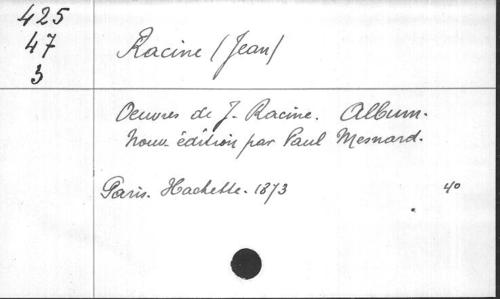 425
47
3
Racine (Jean)
Oeuvres de J. Racine. Album.
Nouv édition par Paul Mesnard.
Paris. Hachette. 1873 4o